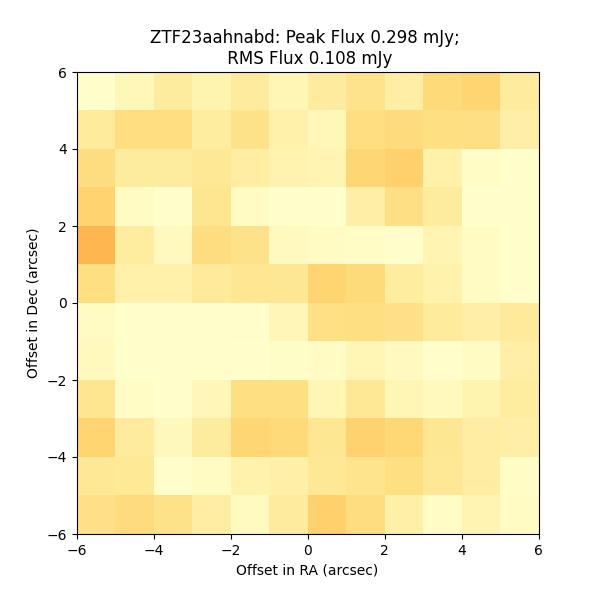 ZTF23aahnabd: Peak Flux 0.298 mJy;
RMS Flux 0.108 mJy
6
4
2
0
−2
−4
−6
Offset in Dec (arcsec)
−6 −4 −2 0 2 4 6
Offset in RA (arcsec)